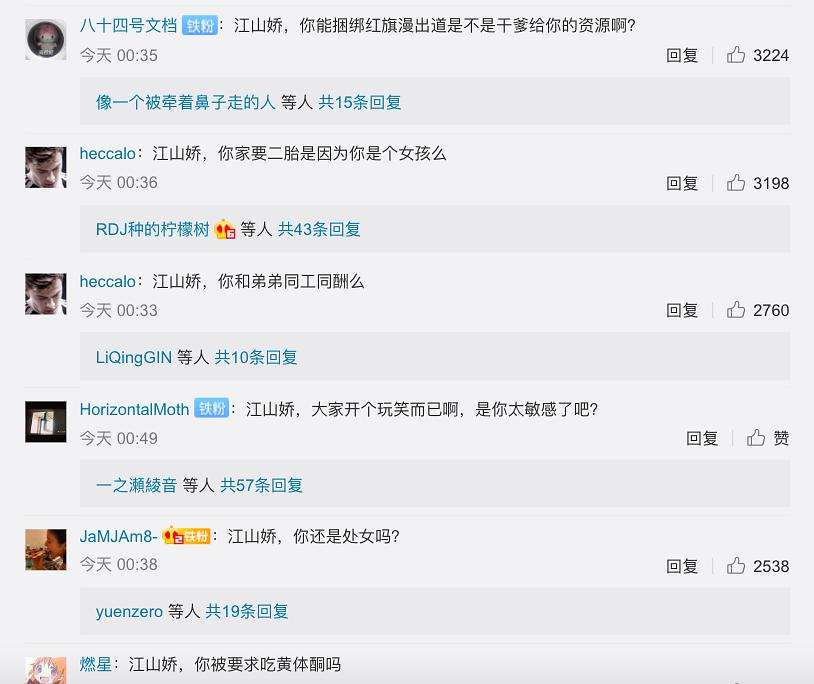 八十四号文档 铁粉：江山娇，你能捆绑红旗漫出道是不是干爹给你的资源啊?
今天 00:35
回复 3224
像一个被牵着鼻子走的人 等人 共15条回复
heccalo：江山娇，你家要二胎是因为你是个女孩么
今天 00:36
回复 3198
RDJ种的柠檬树 等人 共43条回复
heccalo：江山娇，你和弟弟同工同酬么
今天 00:33
回复 2760
LiQingGIN 等人 共10条回复
HorizontalMoth 铁粉：江山娇，大家开个玩笑而已啊，是你太敏感了吧?
今天 00:49
回复 赞
一之瀬綾音 等人 共57条回复
JaMJAm8- 铁粉：江山娇，你还是处女吗?
今天 00:38
回复 2538
yuenzero 等人 共19条回复
燃星：江山娇，你被要求吃黄体酮吗